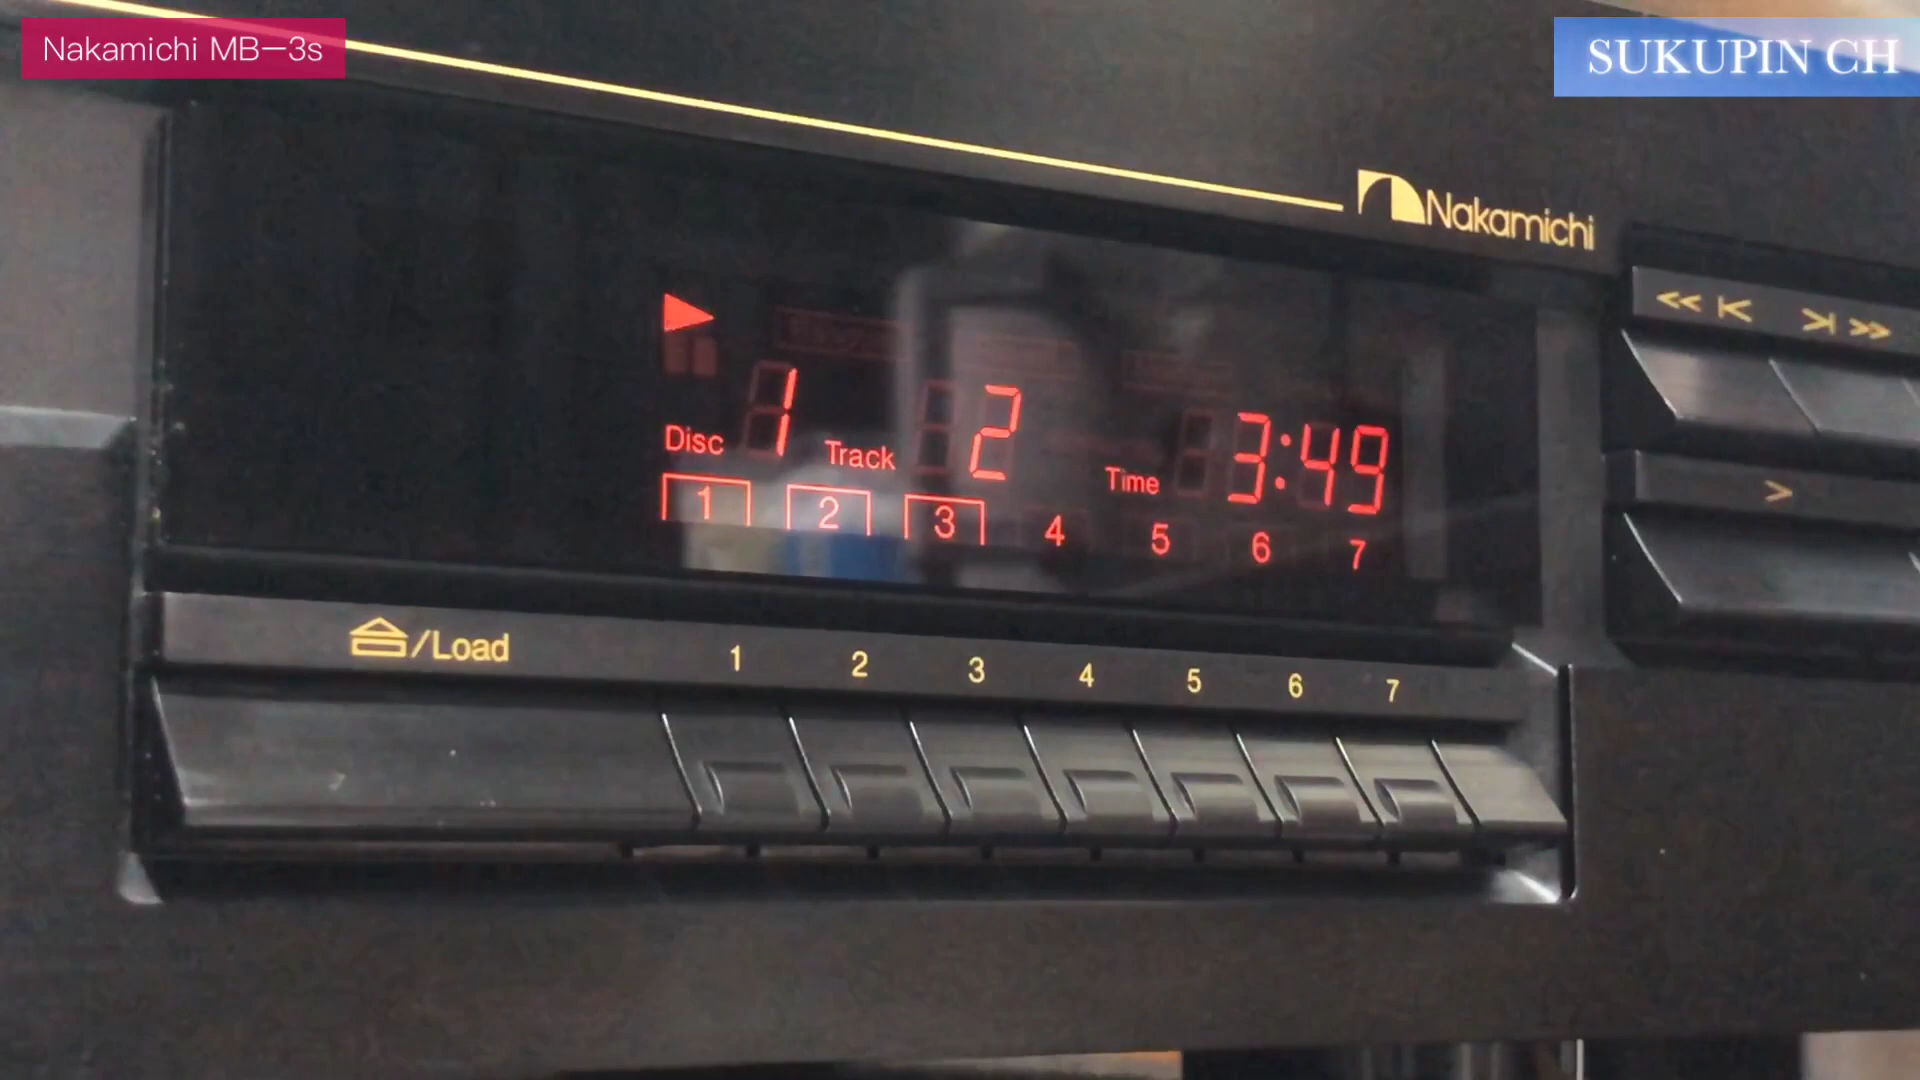 Nakamichi MB-3s
SUKUPIN CH
Nakamichi
<< K >| >>
Disc 1 Track 2 Time 3:49
1 2 3 4 5 6 7
>
/Load 1 2 3 4 5 6 7